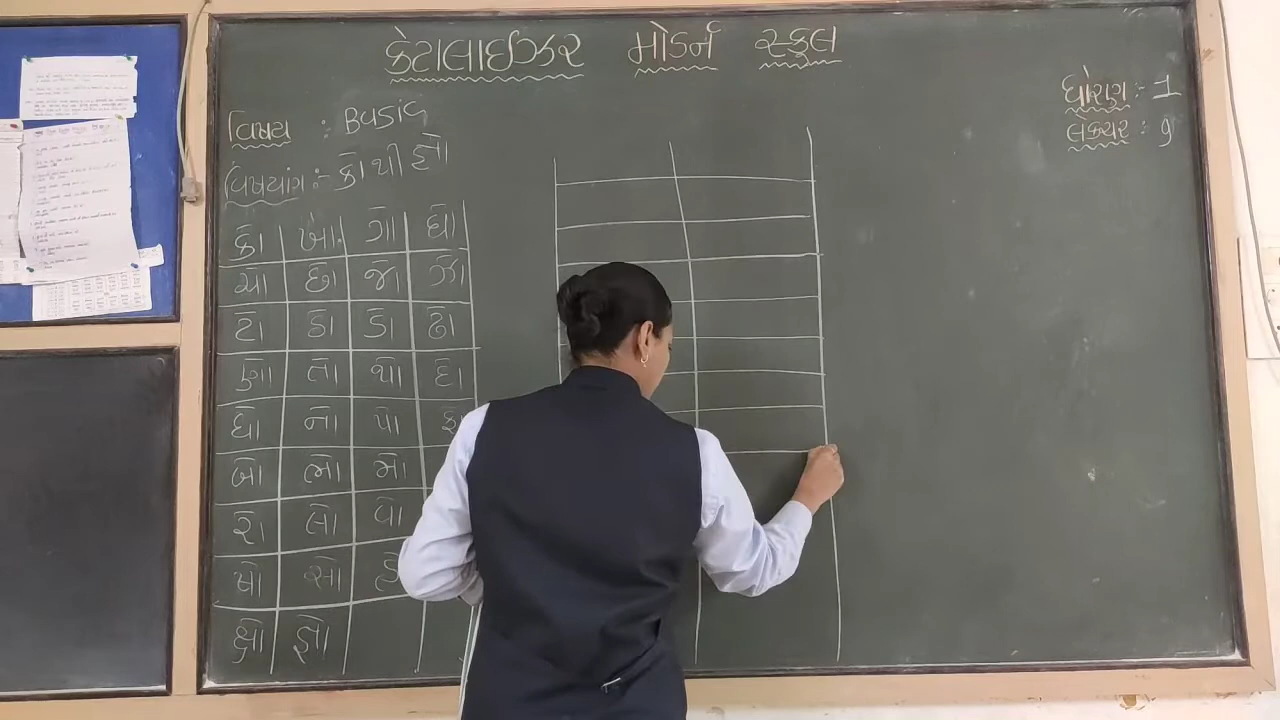 કેટાલાઈઝર મોડર્ન સ્કૂલ
ધોરણ :- 1
લેક્ચર : 9
વિષય : Basic
વિષયાંગ :- કો થી જ્ઞો
કો ખો ગો ઘો
ચો છો જો ઝો
ટો ઠો ડો ઢો
ણો તો થો દો
ધો નો પો ફ
બો ભો મો
રો લો વો
ષો સો હ
ક્ષો જ્ઞો